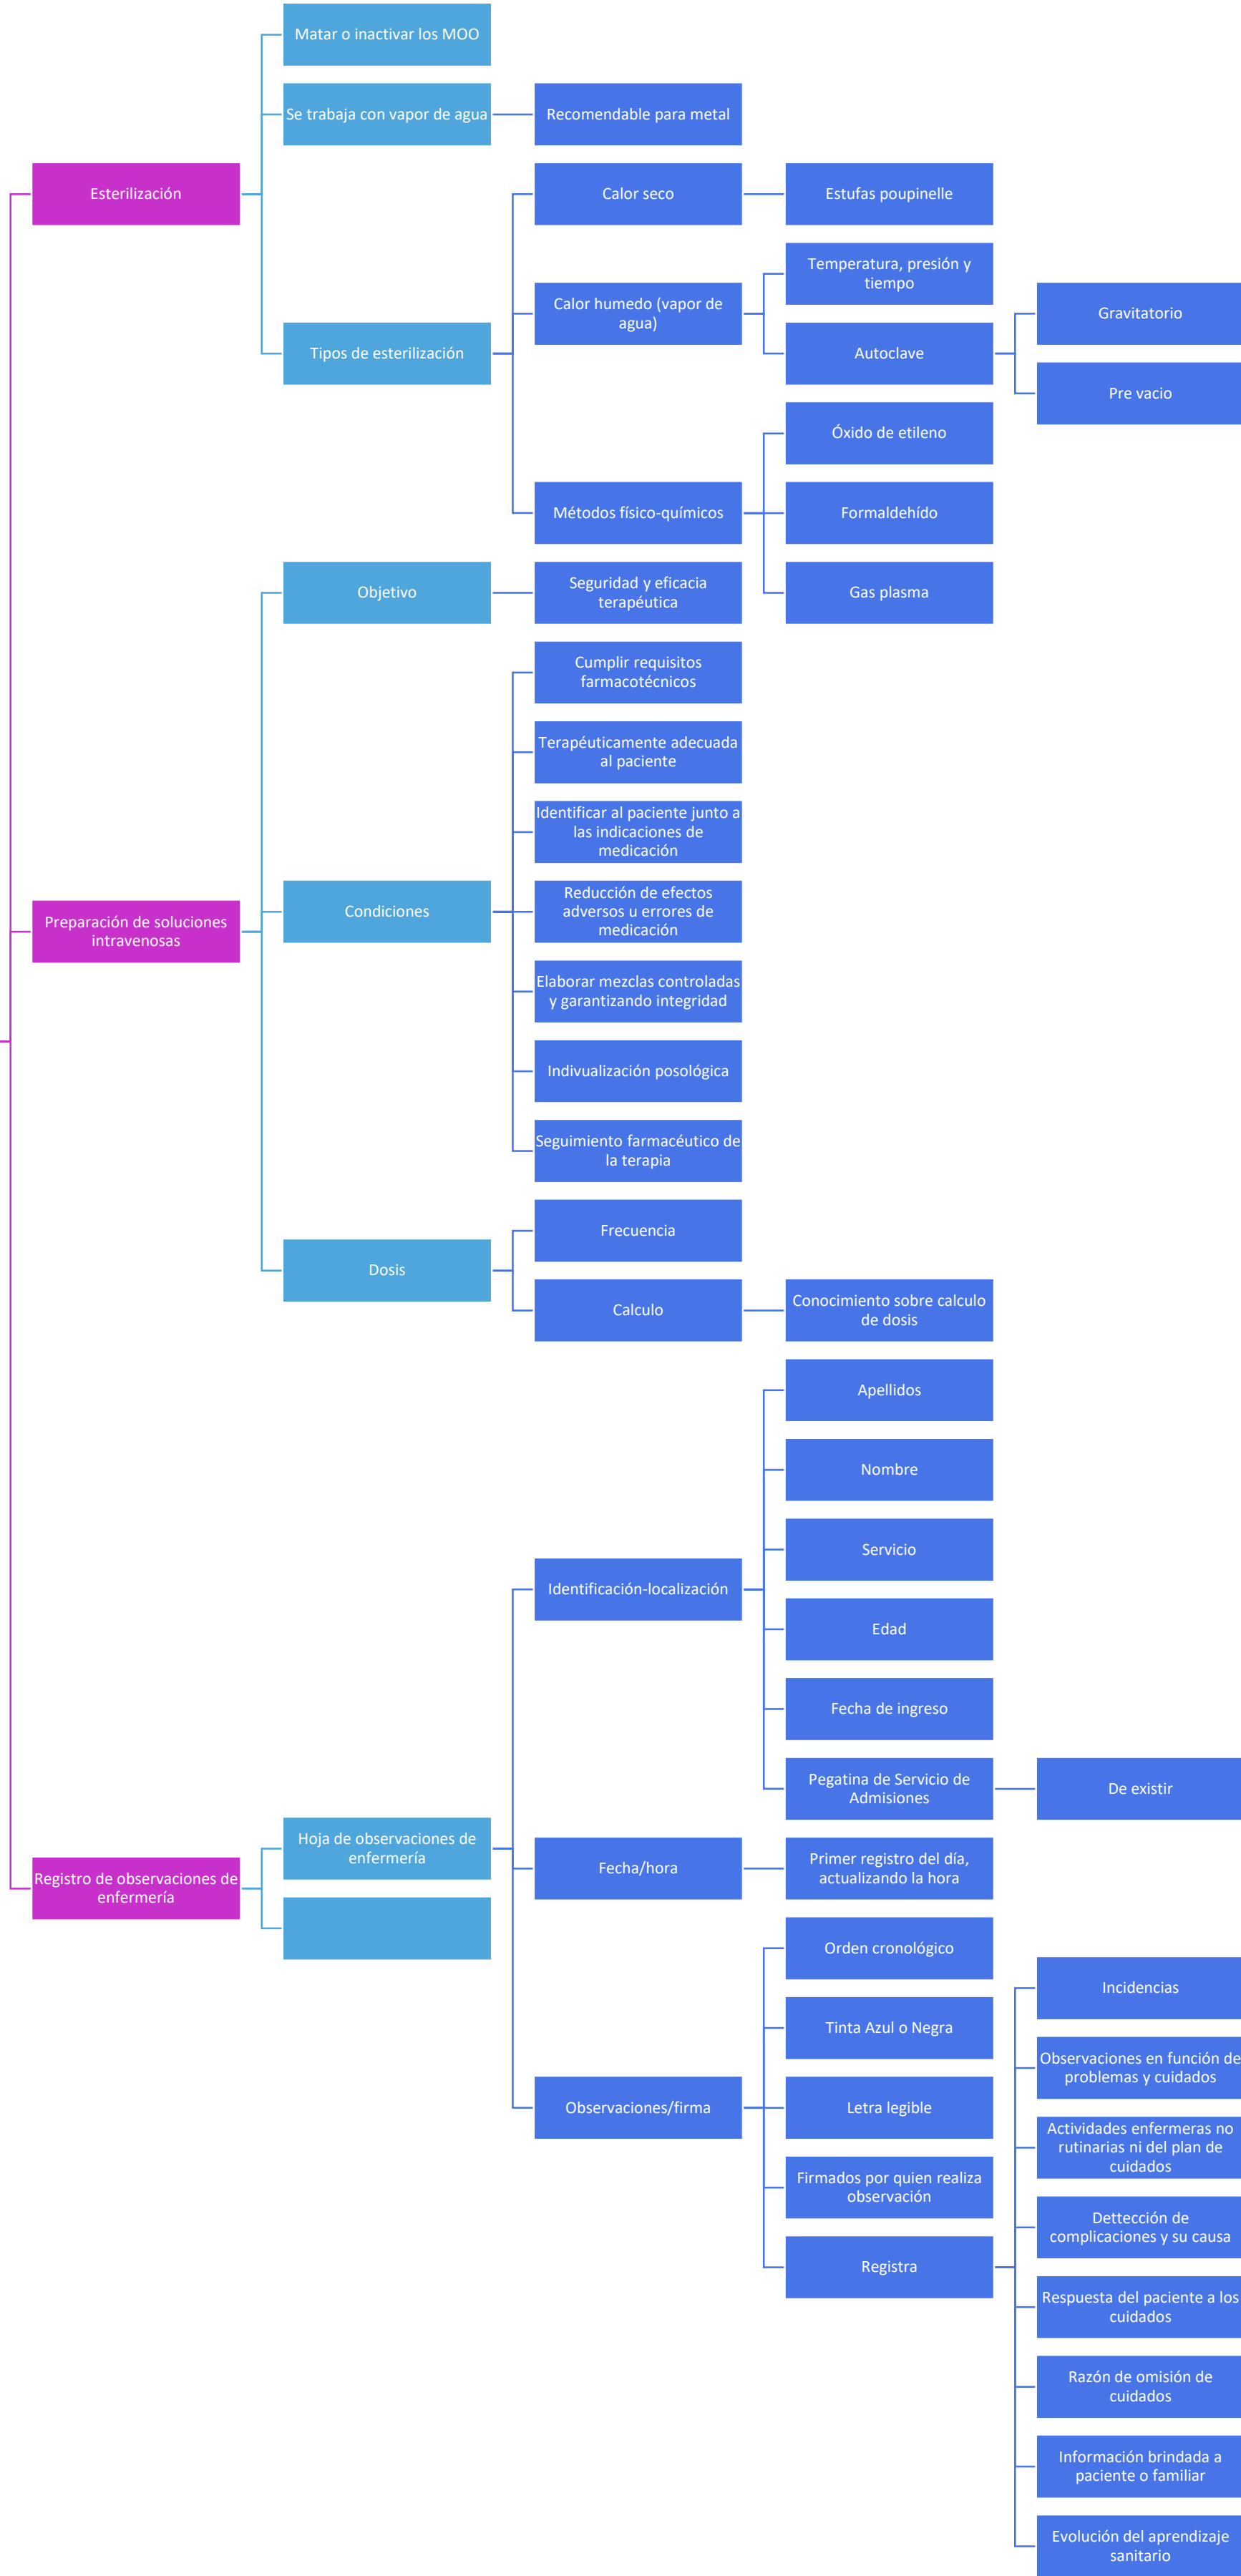 Matar o inactivar los MOO
Se trabaja con vapor de agua
Recomendable para metal
Esterilización
Calor seco
Estufas poupinelle
Temperatura, presión y
tiempo
Calor humedo (vapor de
agua)
Gravitatorio
Tipos de esterilización
Autoclave
Pre vacio
Óxido de etileno
Métodos físico-químicos
Formaldehído
Objetivo
Seguridad y eficacia
terapéutica
Gas plasma
Cumplir requisitos
farmacotécnicos
Terapéuticamente adecuada
al paciente
Identificar al paciente junto a
las indicaciones de
medicación
Preparación de soluciones
intravenosas
Condiciones
Reducción de efectos
adversos u errores de
medicación
Elaborar mezclas controladas
y garantizando integridad
Indivualización posológica
Seguimiento farmacéutico de
la terapia
Frecuencia
Dosis
Calculo
Conocimiento sobre calculo
de dosis
Apellidos
Nombre
Servicio
Identificación-localización
Edad
Fecha de ingreso
Pegatina de Servicio de
Admisiones
De existir
Hoja de observaciones de
enfermería
Fecha/hora
Primer registro del día,
actualizando la hora
Registro de observaciones de
enfermería
Orden cronológico
Incidencias
Tinta Azul o Negra
Observaciones en función de
problemas y cuidados
Observaciones/firma
Letra legible
Actividades enfermeras no
rutinarias ni del plan de
cuidados
Firmados por quien realiza
observación
Dettección de
complicaciones y su causa
Registra
Respuesta del paciente a los
cuidados
Razón de omisión de
cuidados
Información brindada a
paciente o familiar
Evolución del aprendizaje
sanitario